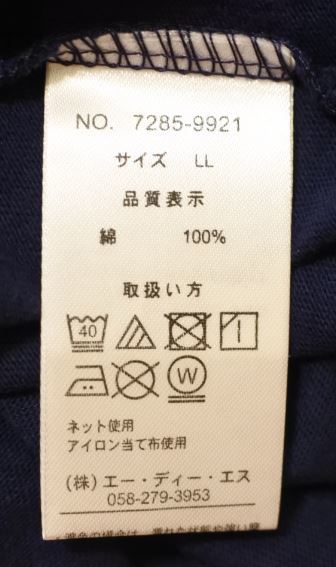 NO. 7285-9921
サイズ LL
品質表示
綿 100%
取扱い方
40
W
ネット使用
アイロン当て布使用
(株) エー・ディー・エス
058-279-3953